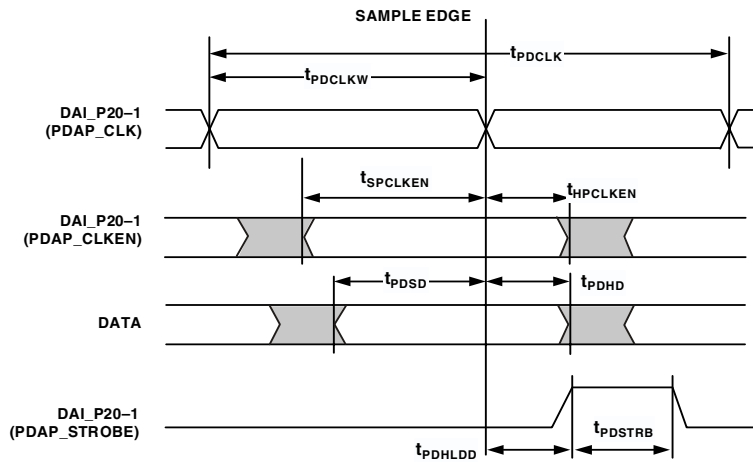 SAMPLE EDGE
tPDCLK
tPDCLKW
DAI_P20–1
(PDAP_CLK)
tSPCLKEN
tHPCLKEN
DAI_P20–1
(PDAP_CLKEN)
tPDSD
tPDHD
DATA
DAI_P20–1
(PDAP_STROBE)
tPDHLDD
tPDSTRB